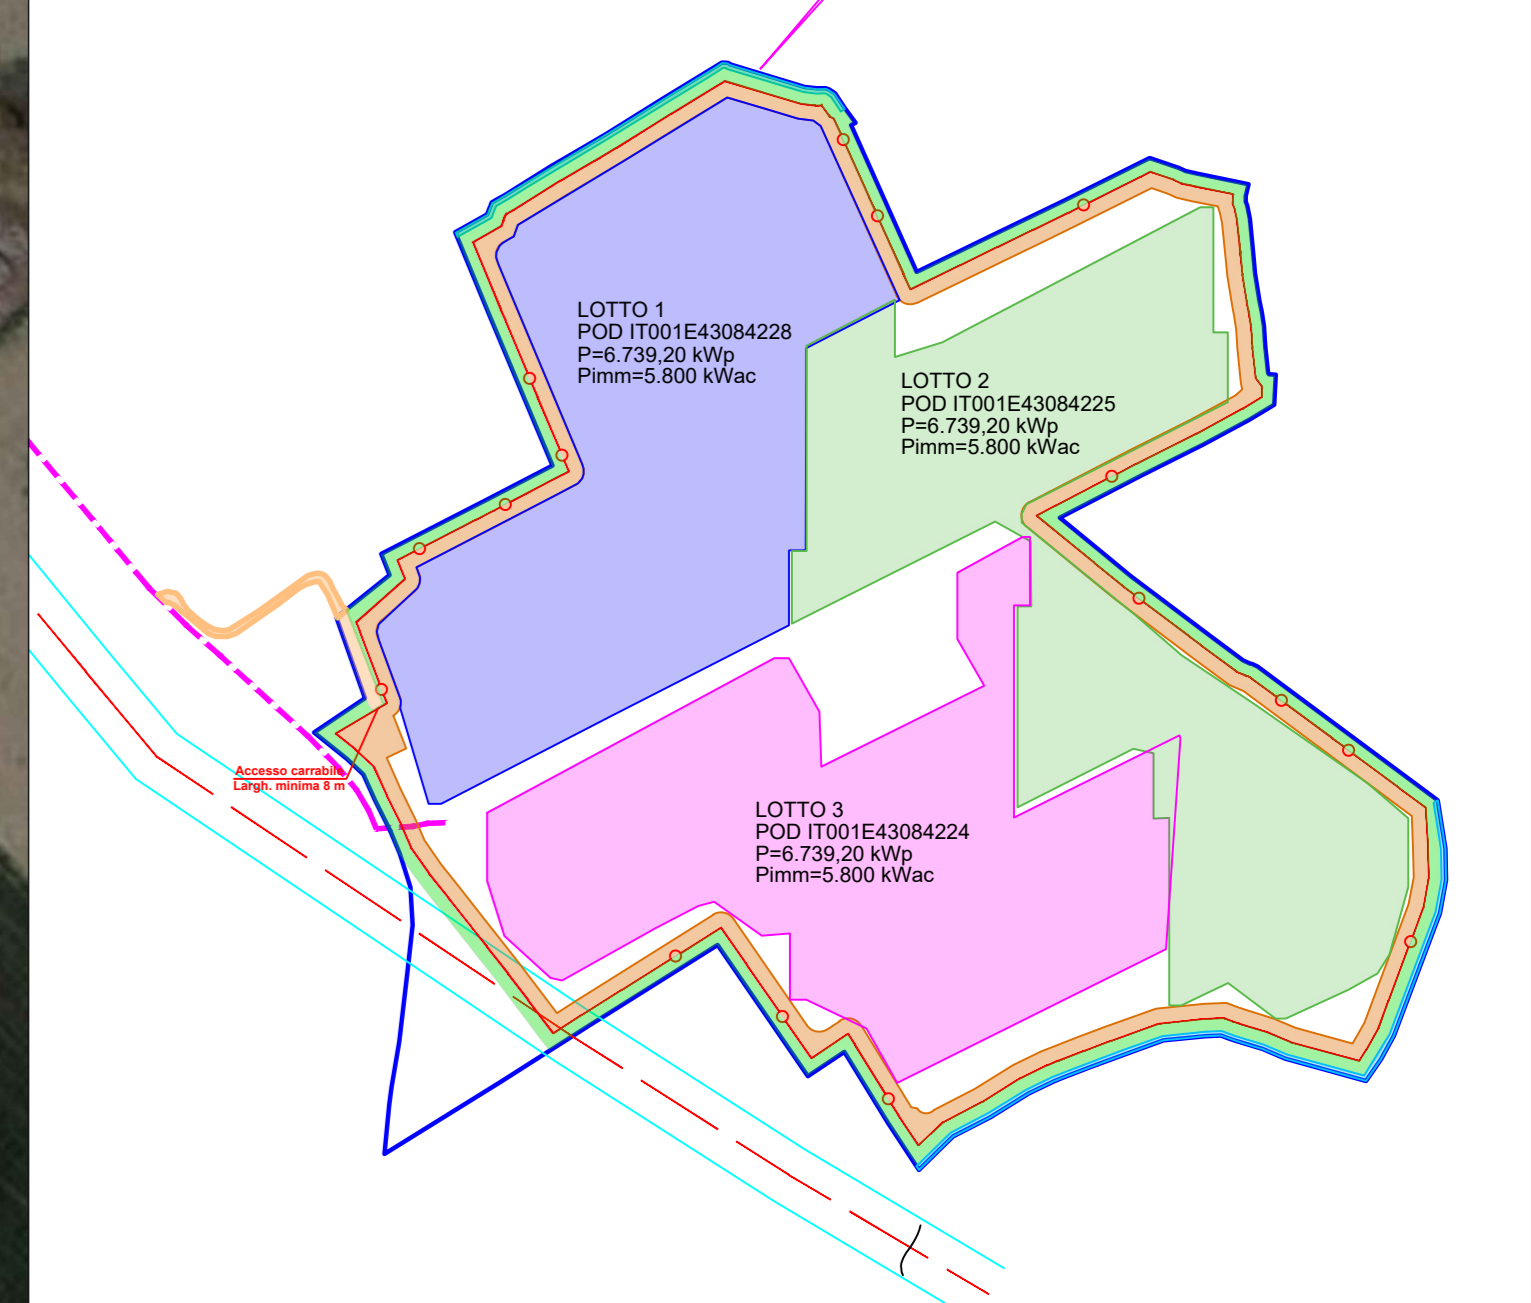 LOTTO 1
POD IT001E43084228
P=6.739,20 kWp
Pimm=5.800 kWac
LOTTO 2
POD IT001E43084225
P=6.739,20 kWp
Pimm=5.800 kWac
Accesso carrabile
Largh. minima 8 m
LOTTO 3
POD IT001E43084224
P=6.739,20 kWp
Pimm=5.800 kWac